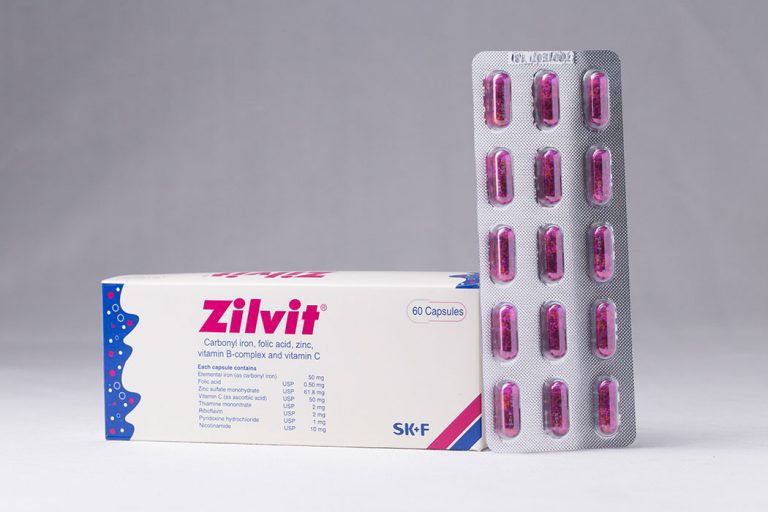 Zilvit
Zilvit®
60 Capsules
Carbonyl iron, folic acid, zinc,
vitamin B-complex and vitamin C
Each capsule contains
Elemental iron (as carbonyl iron) 50 mg
Folic acid USP 0.50 mg
Zinc sulfate monohydrate USP 61.8 mg
Vitamin C (as ascorbic acid) USP 50 mg
Thiamine mononitrate USP 2 mg
Riboflavin USP 2 mg
Pyridoxine hydrochloride USP 1 mg
Nicotinamide USP 10 mg
SK+F